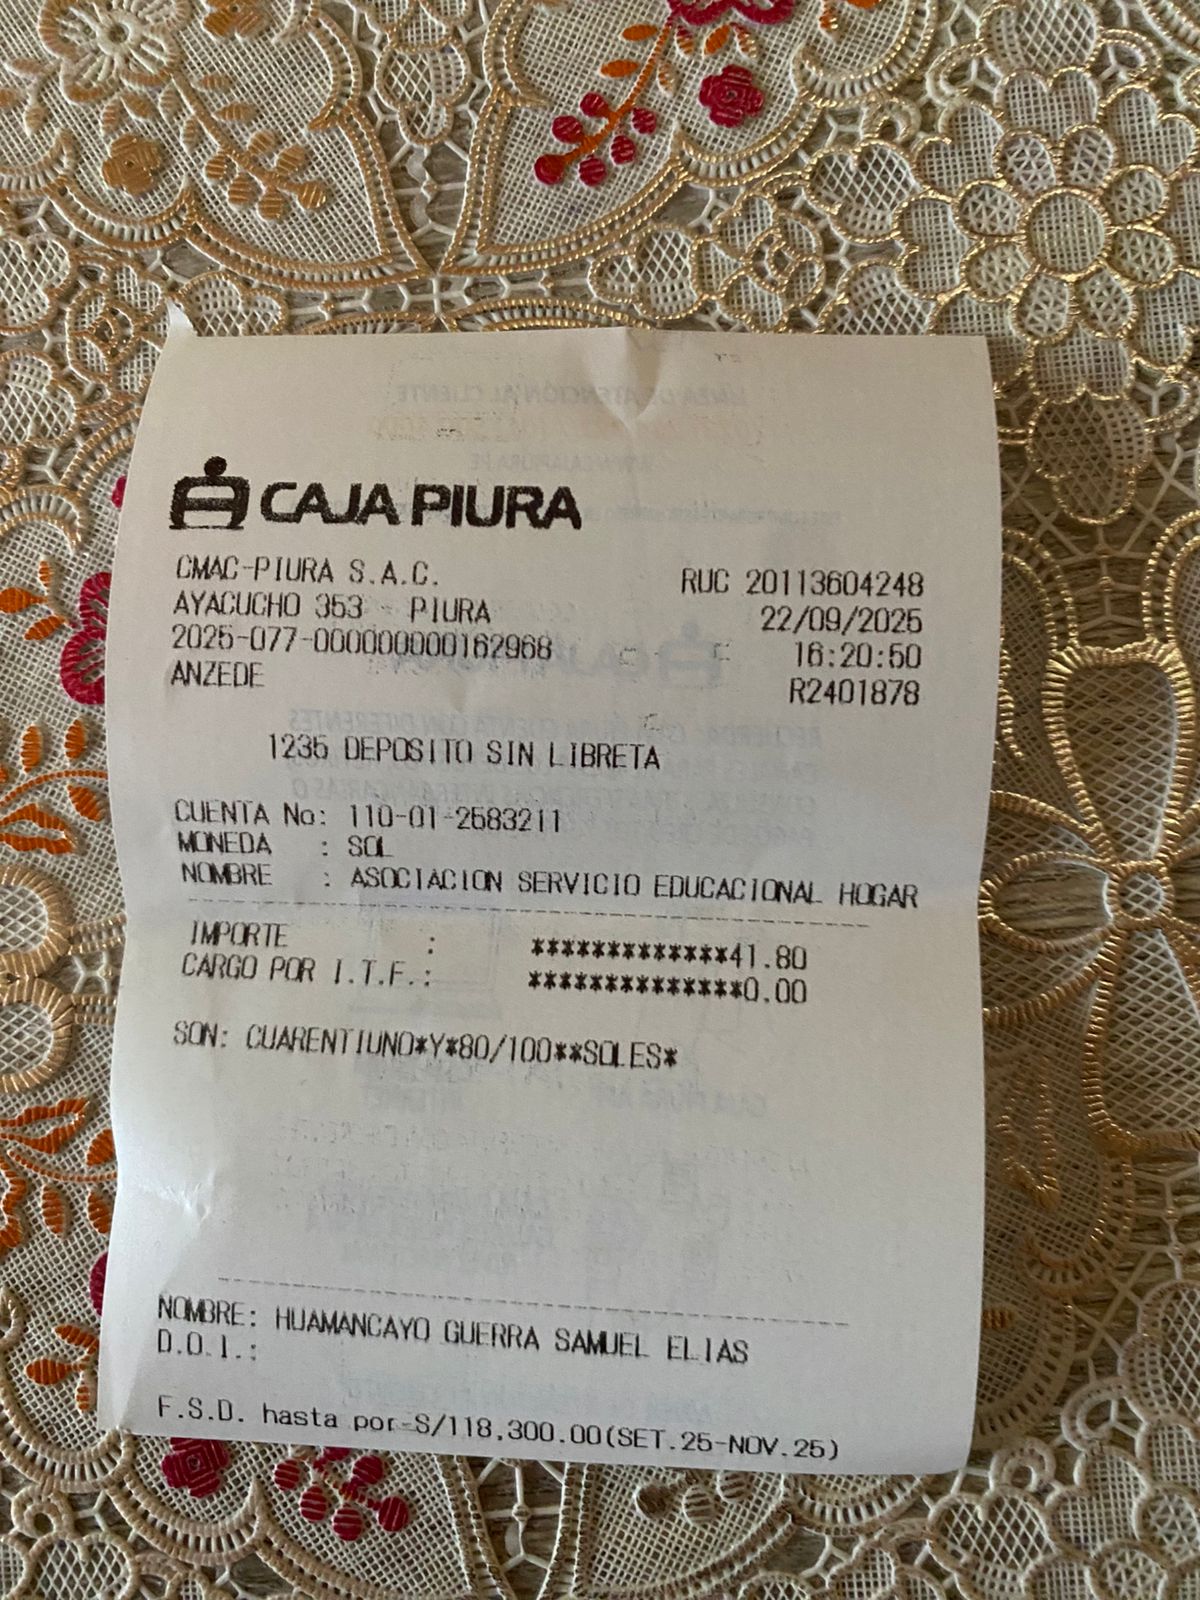 CAJA PIURA
CMAC-PIURA S.A.C. RUC 20113604248
AYACUCHO 353 - PIURA 22/09/2025
2025-077-000000000162968 16:20:50
ANZEDE R2401878
1235 DEPOSITO SIN LIBRETA
CUENTA No: 110-01-2583211
MONEDA : SOL
NOMBRE : ASOCIACION SERVICIO EDUCACIONAL HOGAR
IMPORTE : *************41.80
CARGO POR I.T.F.: **************0.00
SON: CUARENTIUNO*Y*80/100**SOLES*
NOMBRE: HUAMANCAYO GUERRA SAMUEL ELIAS
D.O.I.:
F.S.D. hasta por-S/118,300.00(SET.25-NOV.25)